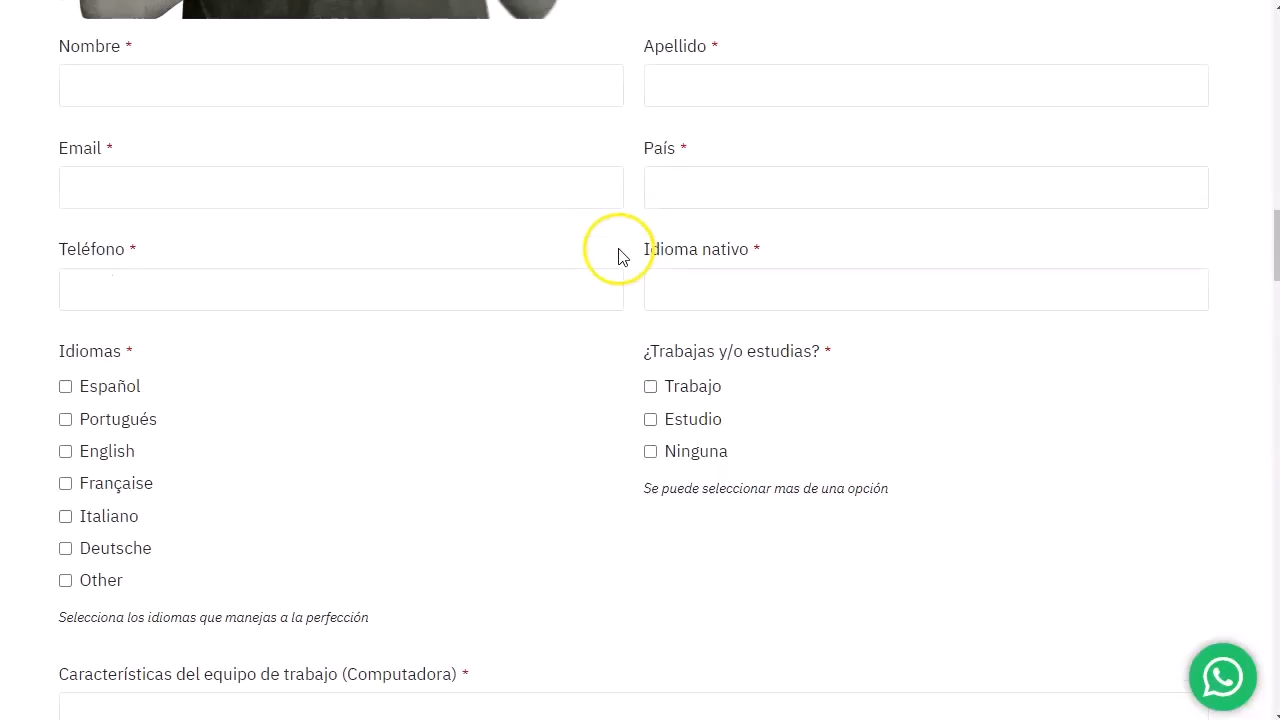 Nombre * Apellido *
Email * País *
Teléfono * Idioma nativo *
Idiomas * ¿Trabajas y/o estudias? *
Español Trabajo
Portugués Estudio
English Ninguna
Française
Se puede seleccionar mas de una opción
Italiano
Deutsche
Other
Selecciona los idiomas que manejas a la perfección
Características del equipo de trabajo (Computadora) *